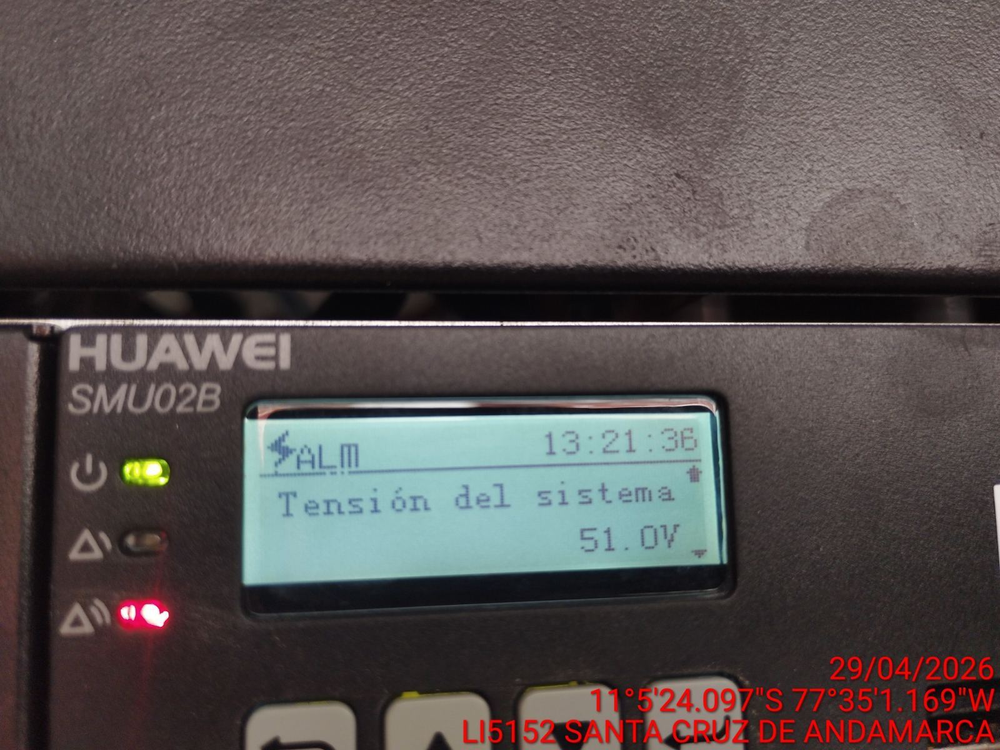 HUAWEI
SMU02B
ALM 13:21:36
Tensión del sistema
51.0V
29/04/2026
11°5'24.097"S 77°35'1.169"W
LI5152 SANTA CRUZ DE ANDAMARCA